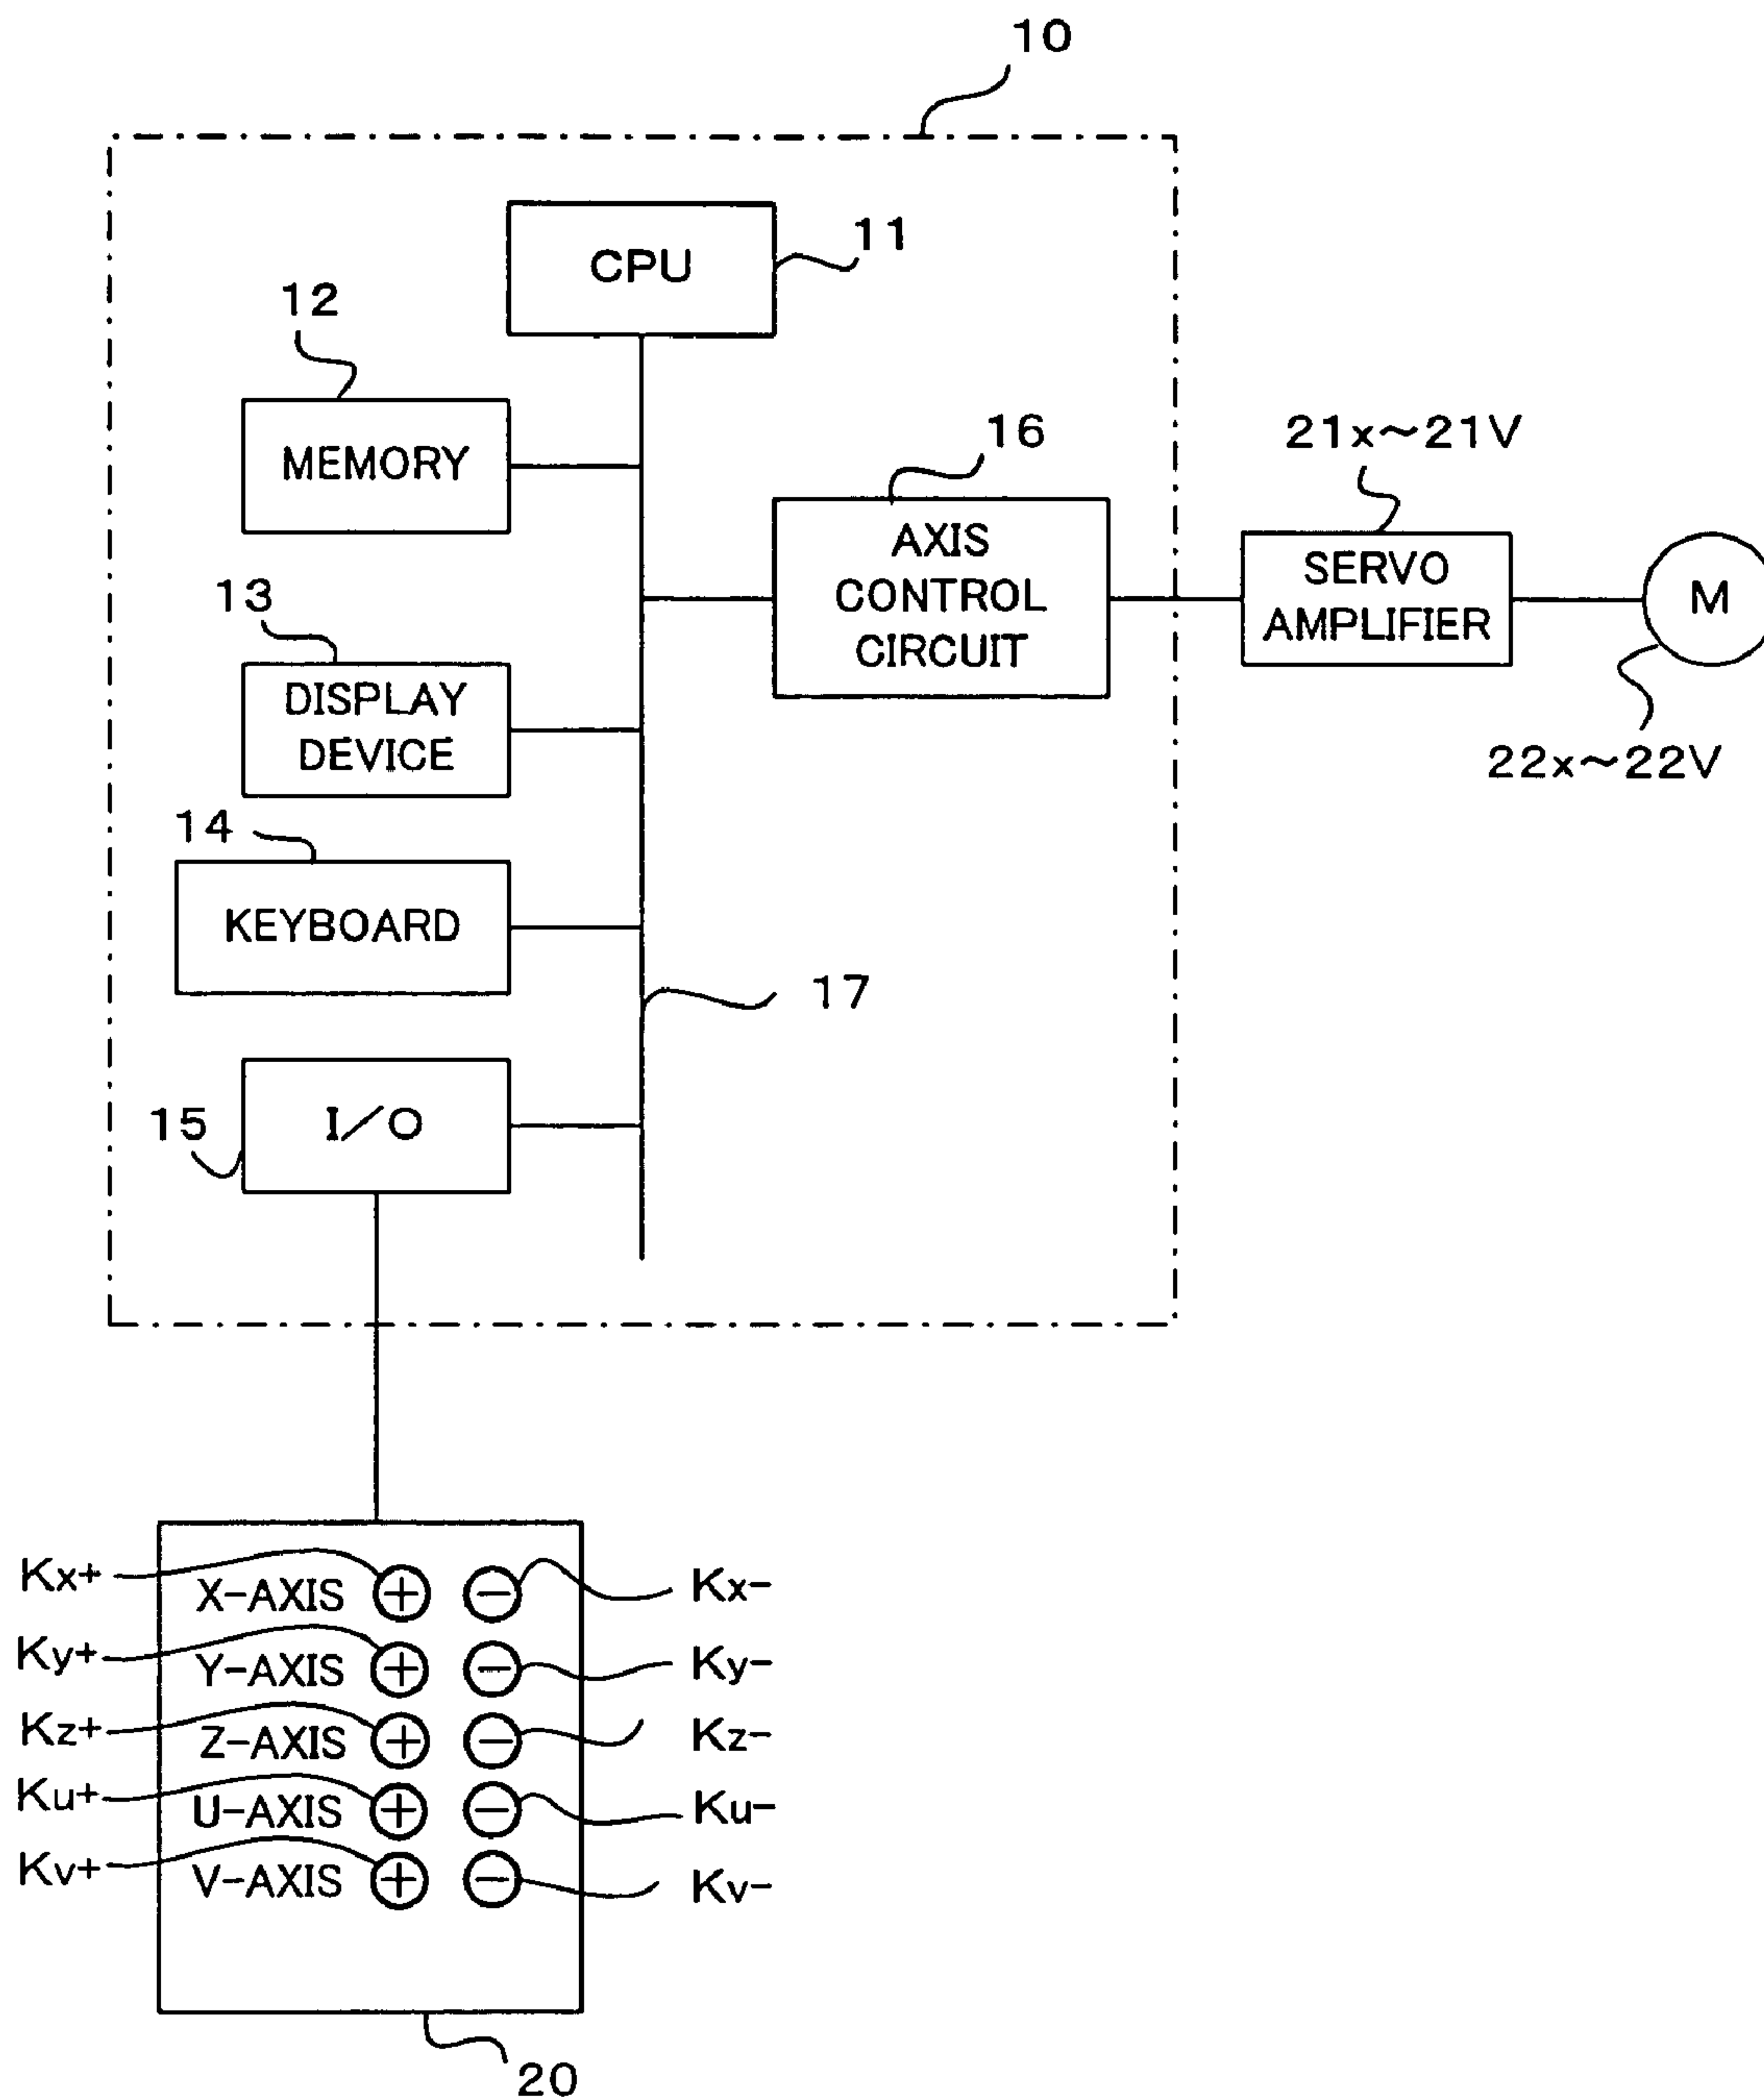 10
CPU
11
12
MEMORY
16
AXIS
CONTROL
CIRCUIT
21x~21V
SERVO
AMPLIFIER
M
22x~22V
13
DISPLAY
DEVICE
14
KEYBOARD
17
15
I/O
Kx+
X-AXIS
+
-
Kx-
Ky+
Y-AXIS
+
-
Ky-
Kz+
Z-AXIS
+
-
Kz-
Ku+
U-AXIS
+
-
Ku-
Kv+
V-AXIS
+
-
Kv-
20